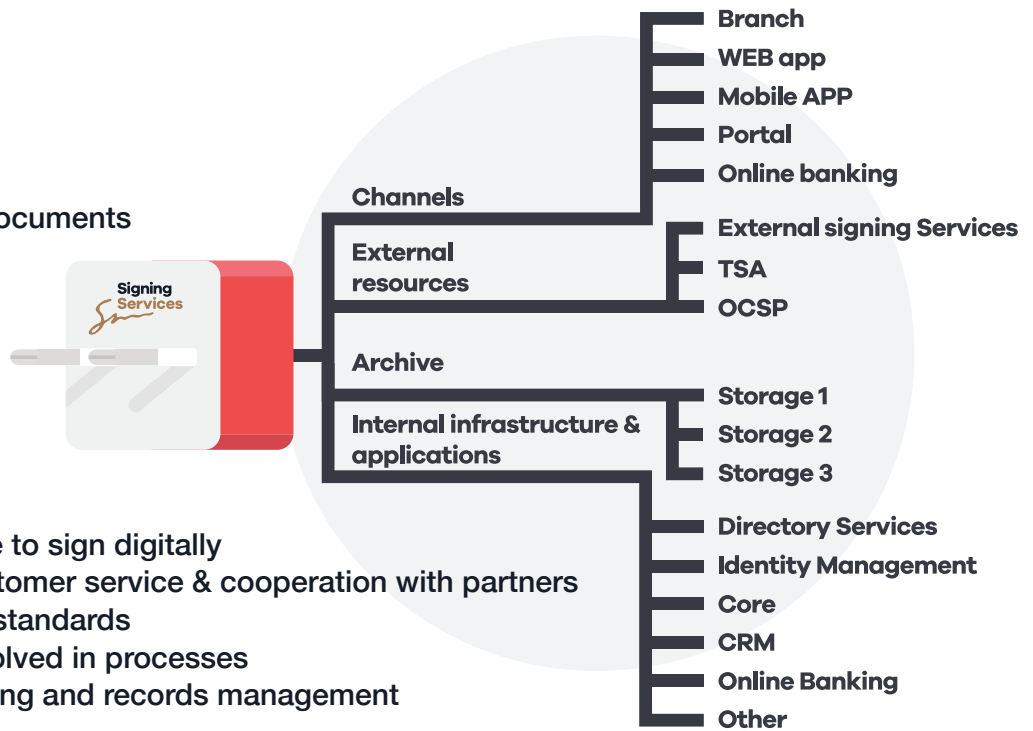 Branch
WEB app
Mobile APP
Portal
Online banking
Channels
ocuments
External signing Services
External
resources
TSA
OCSP
Signing
Services
Archive
Storage 1
Internal infrastructure &
applications
Storage 2
Storage 3
Directory Services
e to sign digitally
Identity Management
stomer service & cooperation with partners
Core
standards
CRM
olved in processes
Online Banking
ng and records management
Other